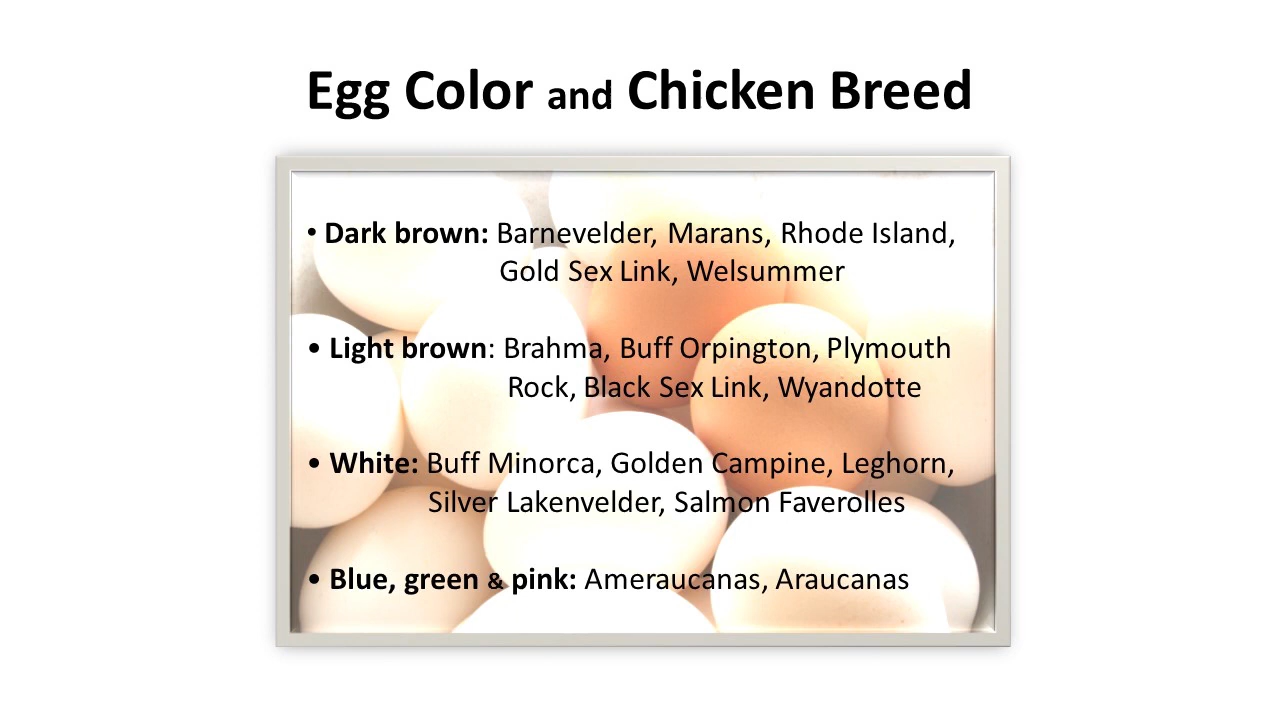 Egg Color and Chicken Breed
• Dark brown: Barnevelder, Marans, Rhode Island,
Gold Sex Link, Welsummer
• Light brown: Brahma, Buff Orpington, Plymouth
Rock, Black Sex Link, Wyandotte
• White: Buff Minorca, Golden Campine, Leghorn,
Silver Lakenvelder, Salmon Faverolles
• Blue, green & pink: Ameraucanas, Araucanas